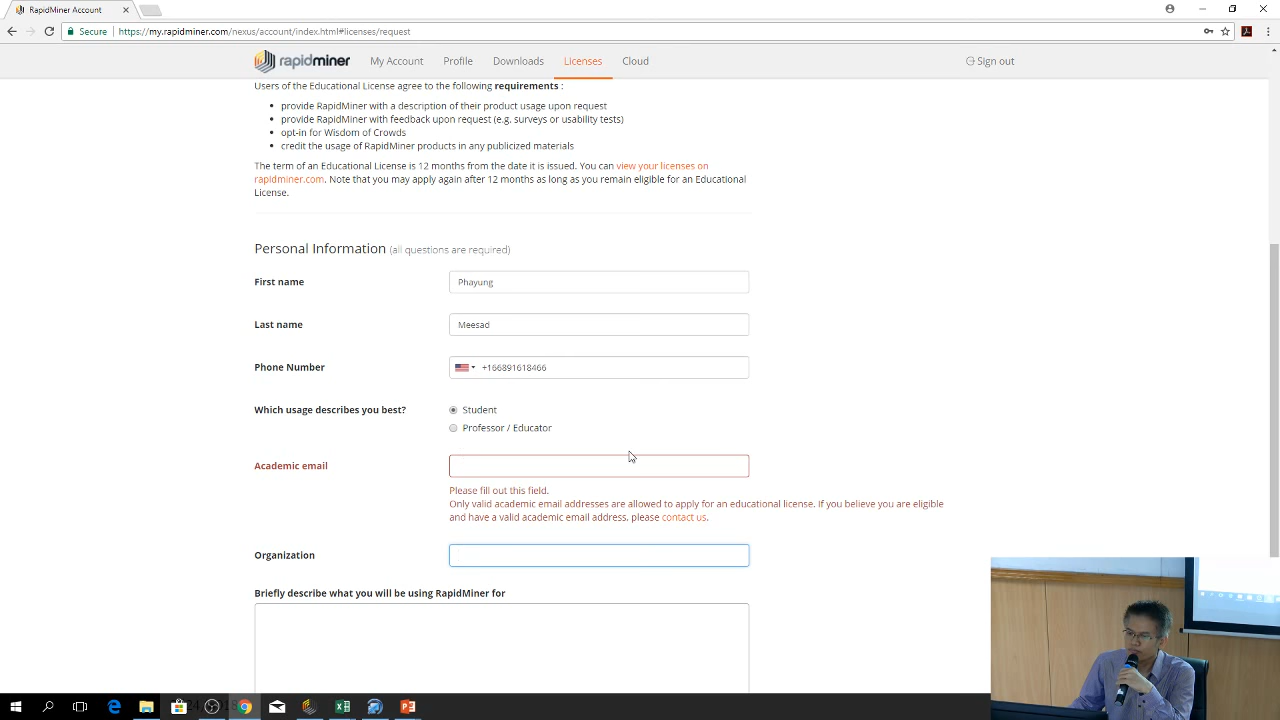 RapidMiner Account
Secure
https://my.rapidminer.com/nexus/account/index.html#licenses/request
rapidminer
My Account
Profile
Downloads
Licenses
Cloud
Sign out
Users of the Educational License agree to the following requirements :
provide RapidMiner with a description of their product usage upon request
provide RapidMiner with feedback upon request (e.g. surveys or usability tests)
opt-in for Wisdom of Crowds
credit the usage of RapidMiner products in any publicized materials
The term of an Educational License is 12 months from the date it is issued. You can view your licenses on
rapidminer.com. Note that you may apply again after 12 months as long as you remain eligible for an Educational
License.
Personal Information (all questions are required)
First name
Phayung
Last name
Meesad
Phone Number
+166891618466
Which usage describes you best?
Student
Professor / Educator
Academic email
Please fill out this field.
Only valid academic email addresses are allowed to apply for an educational license. If you believe you are eligible
and have a valid academic email address, please contact us.
Organization
Briefly describe what you will be using RapidMiner for